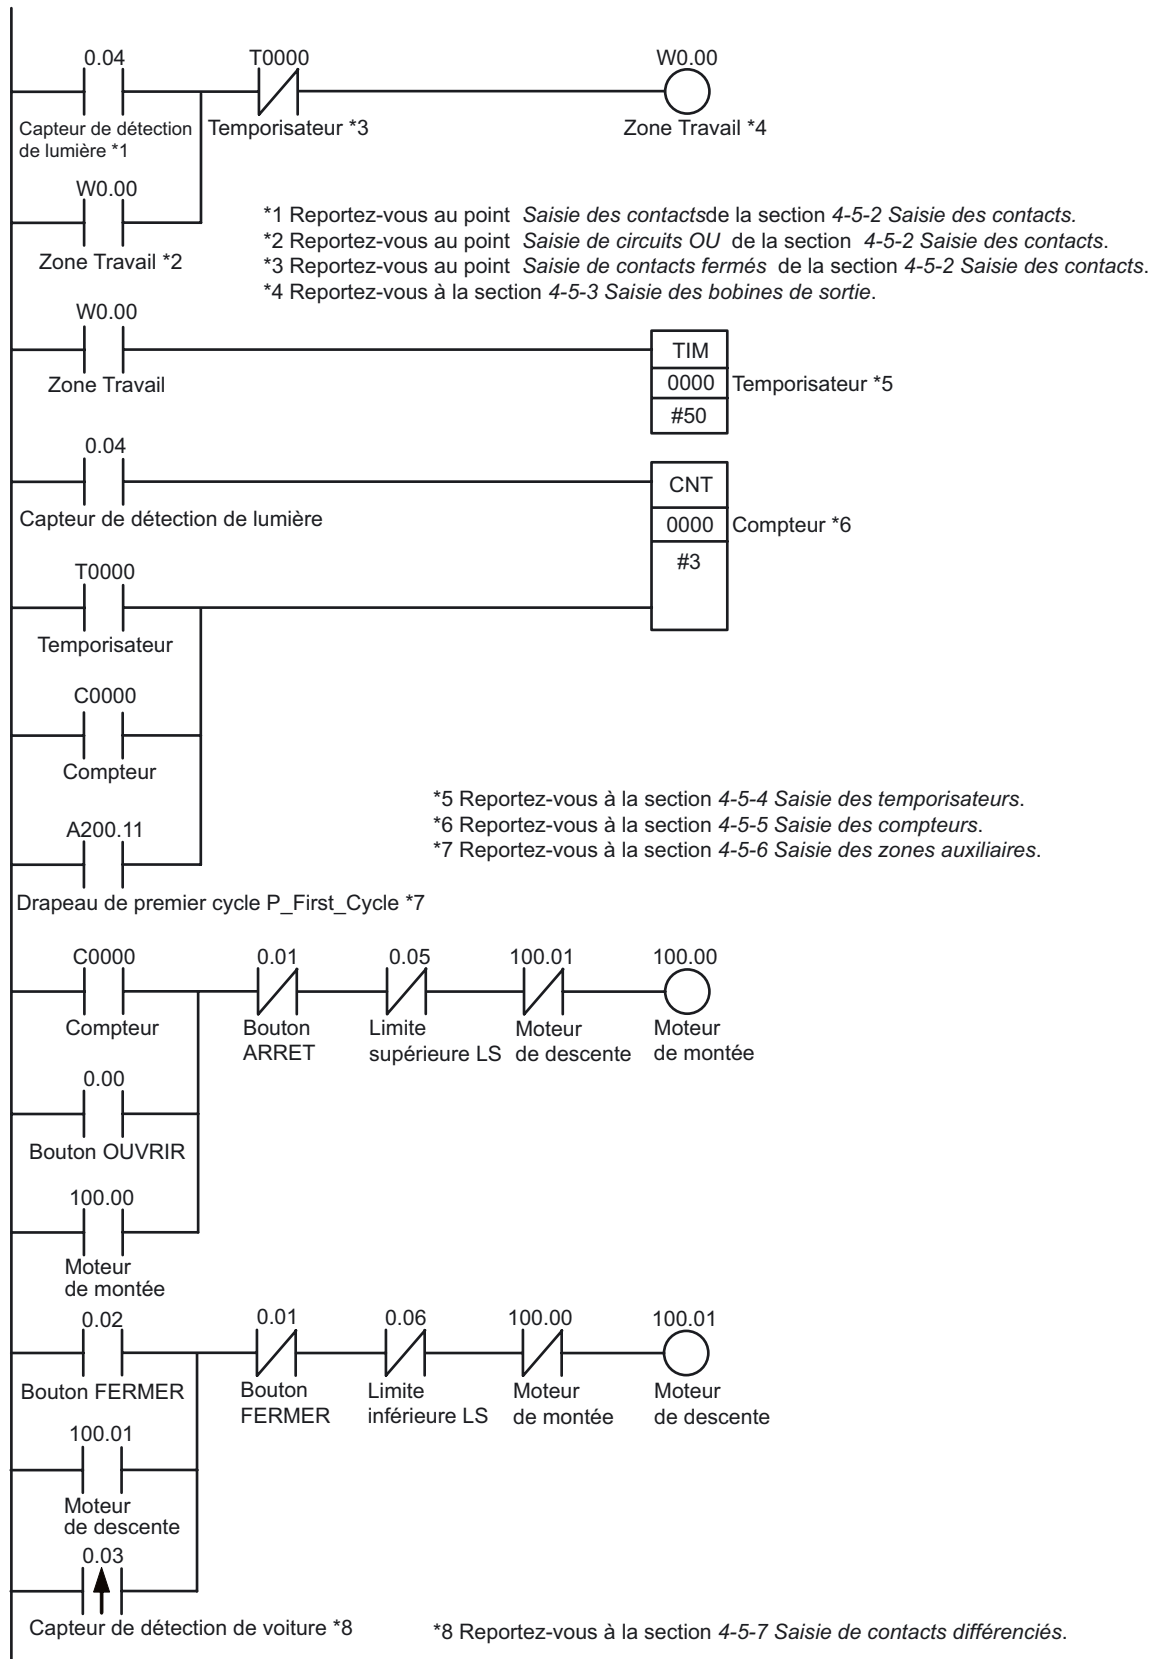 0.04 T0000 W0.00
Capteur de détection
de lumière *1
Temporisateur *3
Zone Travail *4
W0.00
Zone Travail *2
*1 Reportez-vous au point Saisie des contactsde la section 4-5-2 Saisie des contacts.
*2 Reportez-vous au point Saisie de circuits OU de la section 4-5-2 Saisie des contacts.
*3 Reportez-vous au point Saisie de contacts fermés de la section 4-5-2 Saisie des contacts.
*4 Reportez-vous à la section 4-5-3 Saisie des bobines de sortie.
W0.00
Zone Travail
TIM
0000 Temporisateur *5
#50
0.04
Capteur de détection de lumière
CNT
0000 Compteur *6
#3
T0000
Temporisateur
C0000
Compteur
*5 Reportez-vous à la section 4-5-4 Saisie des temporisateurs.
*6 Reportez-vous à la section 4-5-5 Saisie des compteurs.
*7 Reportez-vous à la section 4-5-6 Saisie des zones auxiliaires.
A200.11
Drapeau de premier cycle P_First_Cycle *7
C0000 0.01 0.05 100.01 100.00
Compteur
Bouton
ARRET
Limite
supérieure LS
Moteur
de descente
Moteur
de montée
0.00
Bouton OUVRIR
100.00
Moteur
de montée
0.02 0.01 0.06 100.00 100.01
Bouton FERMER
Bouton
FERMER
Limite
inférieure LS
Moteur
de montée
Moteur
de descente
100.01
Moteur
de descente
0.03
Capteur de détection de voiture *8
*8 Reportez-vous à la section 4-5-7 Saisie de contacts différenciés.